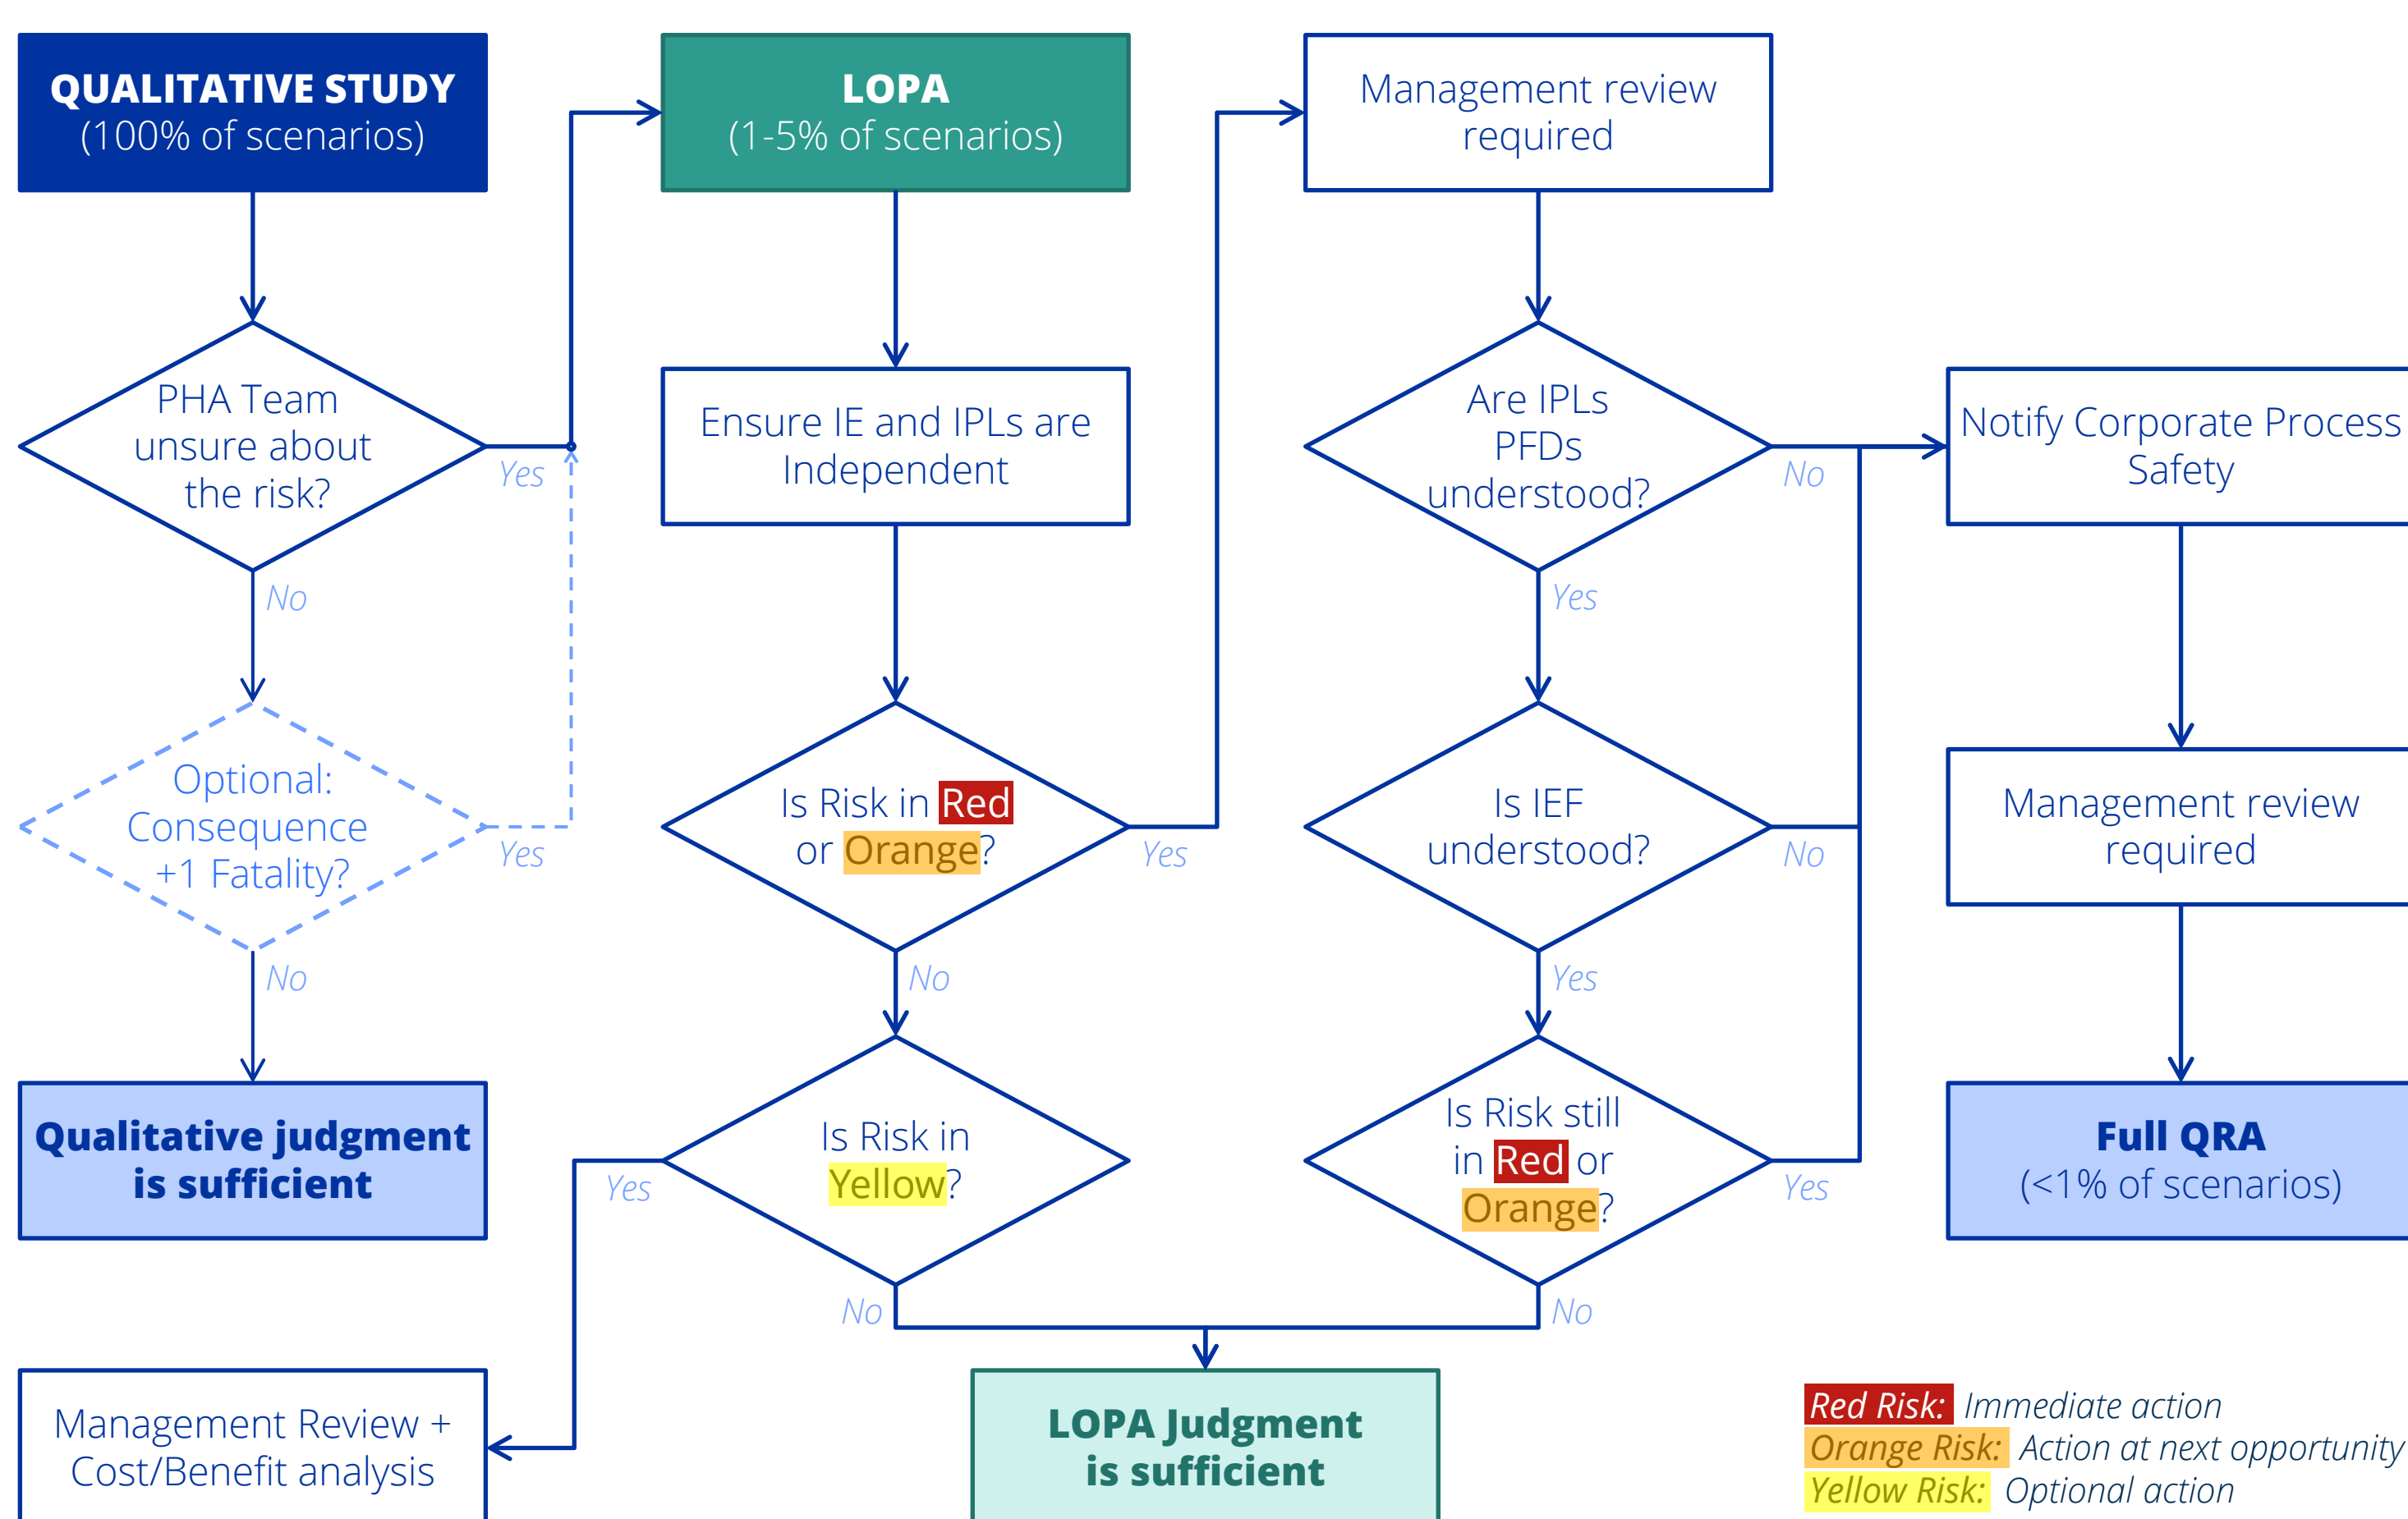 QUALITATIVE STUDY
(100% of scenarios)
PHA Team
unsure about
the risk?
Yes
No
Optional:
Consequence
+1 Fatality?
Yes
No
Qualitative judgment
is sufficient
Management Review +
Cost/Benefit analysis
LOPA
(1-5% of scenarios)
Ensure IE and IPLs are
Independent
Is Risk in Red
or Orange?
Yes
No
Is Risk in
Yellow?
Yes
No
LOPA Judgment
is sufficient
Management review
required
Are IPLs
PFDs
understood?
No
Yes
Is IEF
understood?
No
Yes
Is Risk still
in Red or
Orange?
Yes
No
Notify Corporate Process
Safety
Management review
required
Full QRA
(<1% of scenarios)
Red Risk: Immediate action
Orange Risk: Action at next opportunity
Yellow Risk: Optional action